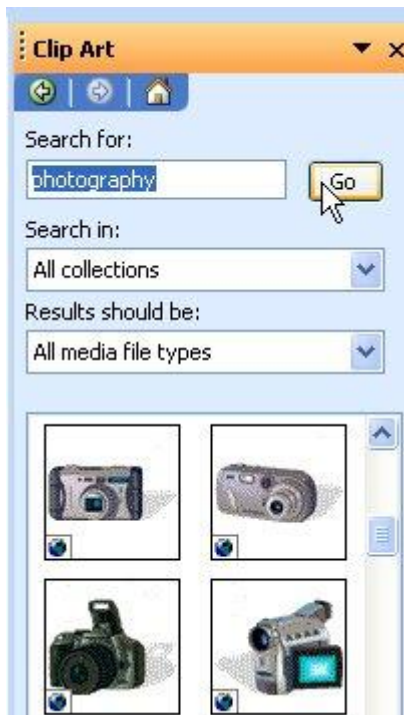 Clip Art
Search for:
photography
Go
Search in:
All collections
Results should be:
All media file types